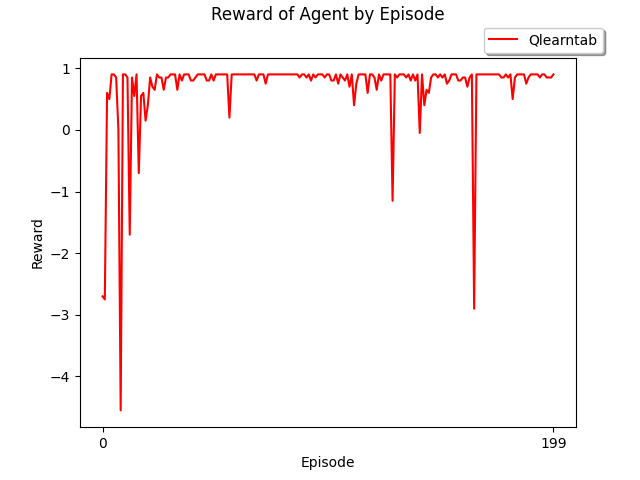 Reward of Agent by Episode
Qlearntab
1
0
−1
−2
−3
−4
Reward
0
199
Episode